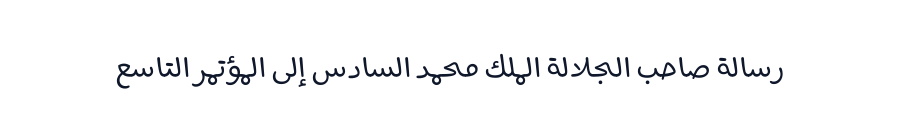 رسالة صاحب الجلالة الملك محمد السادس إلى المؤتمر التاسع